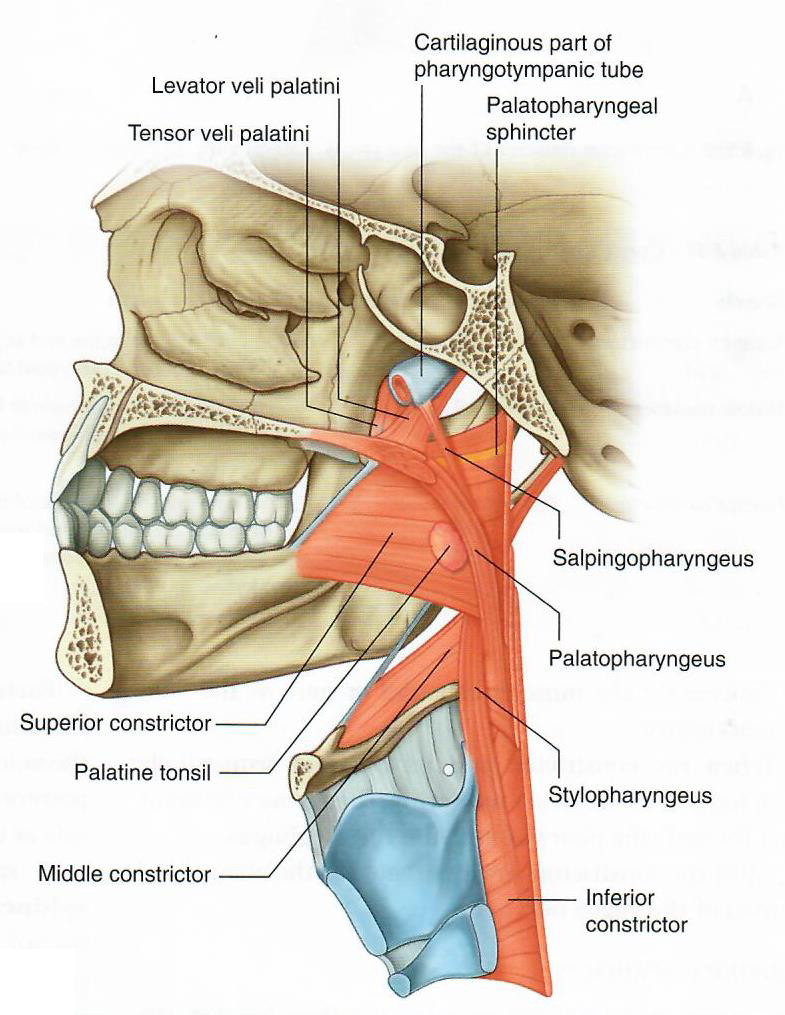 Cartilaginous part of
pharyngotympanic tube
Levator veli palatini
Palatopharyngeal
sphincter
Tensor veli palatini
Salpingopharyngeus
Palatopharyngeus
Superior constrictor
Palatine tonsil
Stylopharyngeus
Middle constrictor
Inferior
constrictor